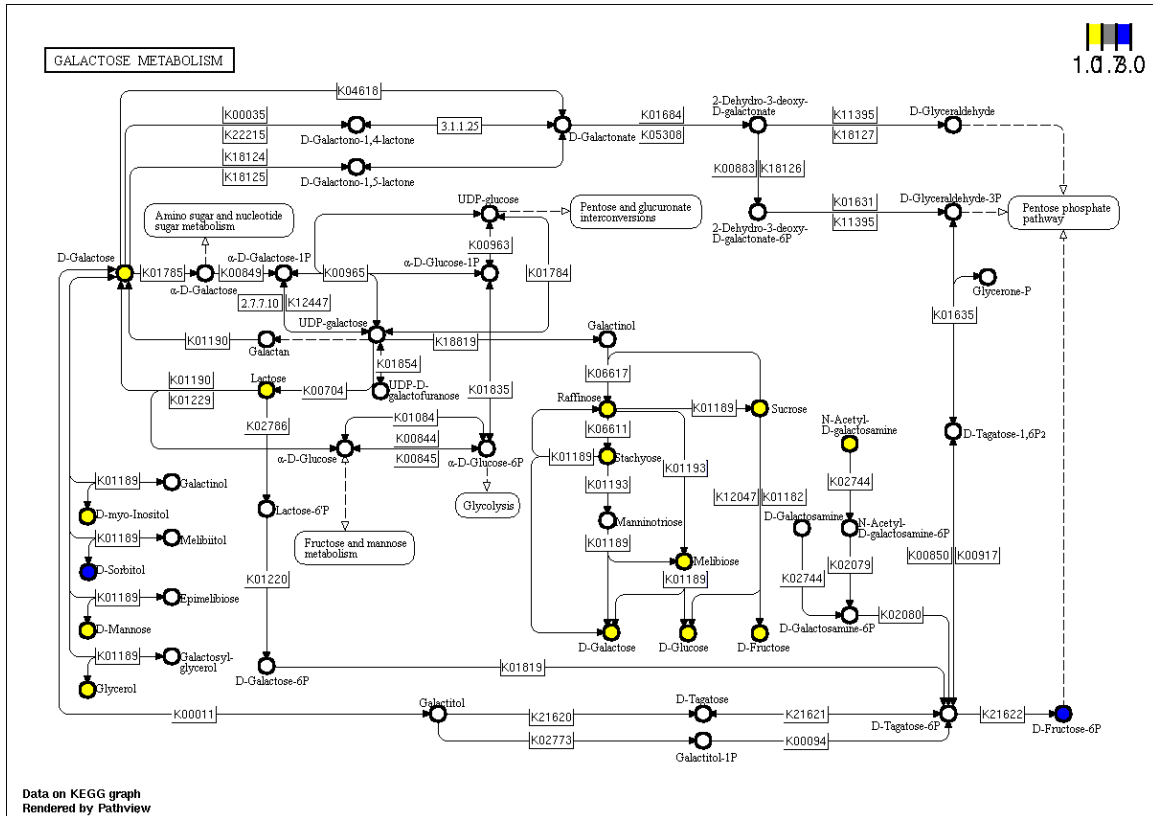 GALACTOSE METABOLISM
1.0 1.7 3.0
K04618
K00035
K22215
D-Galactono-1,4-lactone
3.1.1.25
D-Galactonate
K01684
K05308
2-Dehydro-3-deoxy-
D-galactonate
K11395
K18127
D-Glyceraldehyde
K18124
K18125
D-Galactono-1,5-lactone
K00883
K18126
Amino sugar and nucleotide
sugar metabolism
UDP-glucose
Pentose and glucuronate
interconversions
2-Dehydro-3-deoxy-
D-galactonate-6P
K01631
K11395
D-Glyceraldehyde-3P
Pentose phosphate
pathway
D-Galactose
K01785
α-D-Galactose
K00849
α-D-Galactose-1P
K00965
α-D-Glucose-1P
K00963
K01784
Glycerone-P
2.7.7.10
K12447
UDP-galactose
K01190
Galactan
K18819
Galactinol
K01635
K01854
UDP-D-
galactofuranose
K01190
K01229
Lactose
K00704
K01835
K06617
K02786
K01084
K00844
K00845
α-D-Glucose
α-D-Glucose-6P
Raffinose
K01189
Sucrose
K06611
K01189
Stachyose
K01193
K01193
N-Acetyl-
D-galactosamine
D-Tagatose-1,6P2
K01189
Galactinol
D-myo-Inositol
Lactose-6'P
Glycolysis
Fructose and mannose
metabolism
Manninotriose
K12047
K01182
K02744
D-Galactosamine
N-Acetyl-
D-galactosamine-6P
K01189
Melibiitol
D-Sorbitol
K01189
Melibiose
K01189
K02744
K02079
K00850
K00917
K01220
K01189
Epimelibiose
D-Mannose
D-Galactosamine-6P
K02080
K01189
Galactosyl-
glycerol
Glycerol
D-Galactose-6P
D-Galactose
D-Glucose
D-Fructose
K01819
K00011
Galactitol
K21620
D-Tagatose
K21621
D-Tagatose-6P
K21622
D-Fructose-6P
K02773
Galactitol-1P
K00094
Data on KEGG graph
Rendered by Pathview